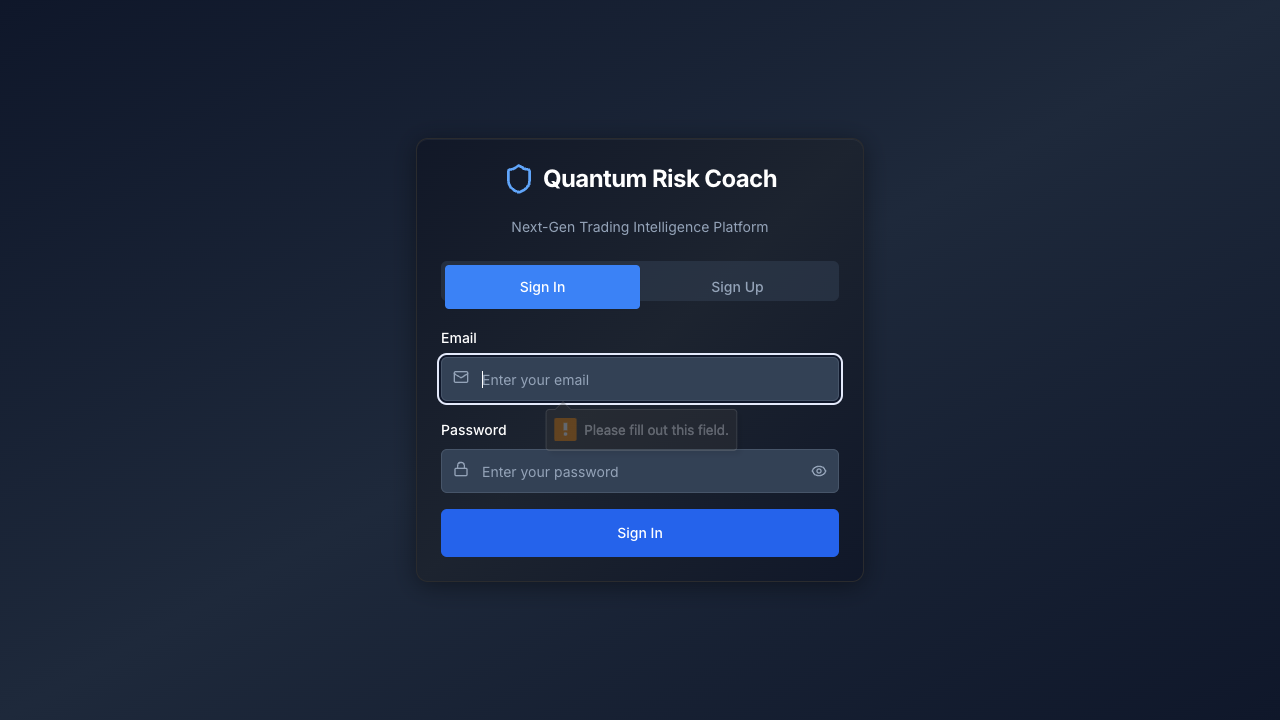 Quantum Risk Coach
Next-Gen Trading Intelligence Platform
Sign In
Sign Up
Email
Enter your email
Please fill out this field.
Password
Enter your password
Sign In